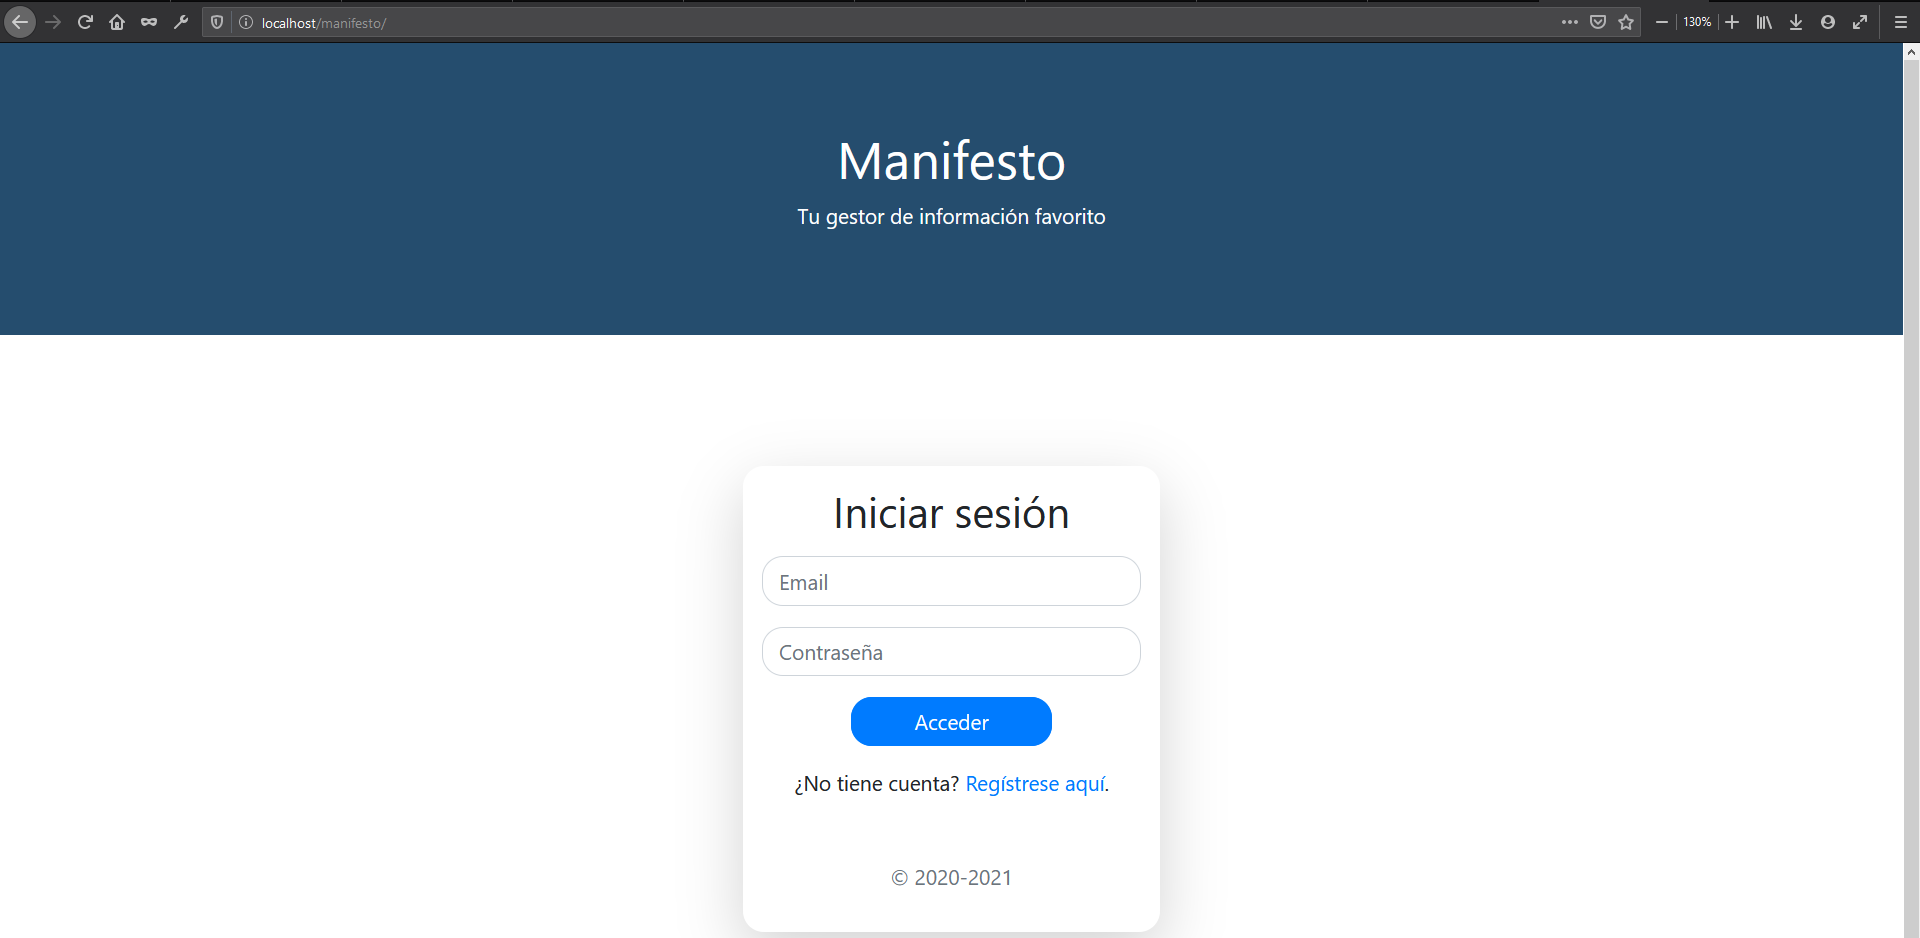 localhost/manifesto/
130%
Manifesto
Tu gestor de información favorito
Iniciar sesión
Email
Contraseña
Acceder
¿No tiene cuenta? Regístrese aquí.
© 2020-2021